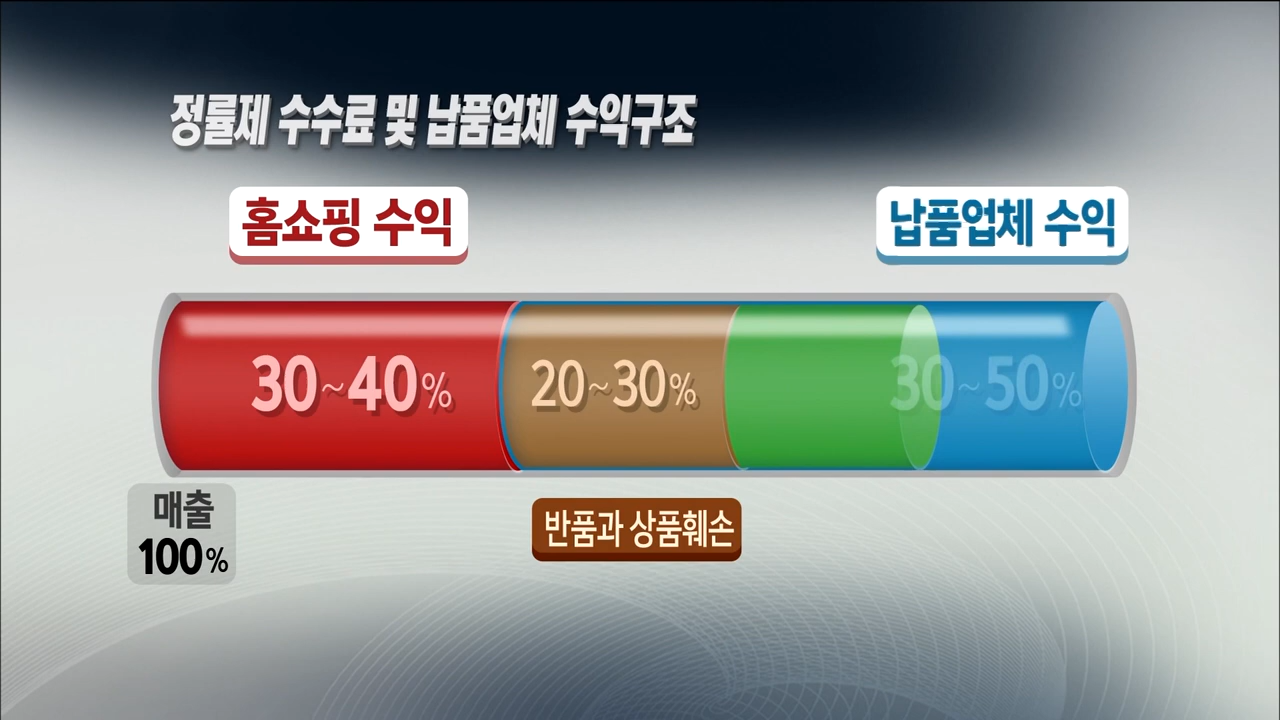 정률제 수수료 및 납품업체 수익구조
홈쇼핑 수익
납품업체 수익
30~40%
20~30%
30~50%
매출
100%
반품과 상품훼손